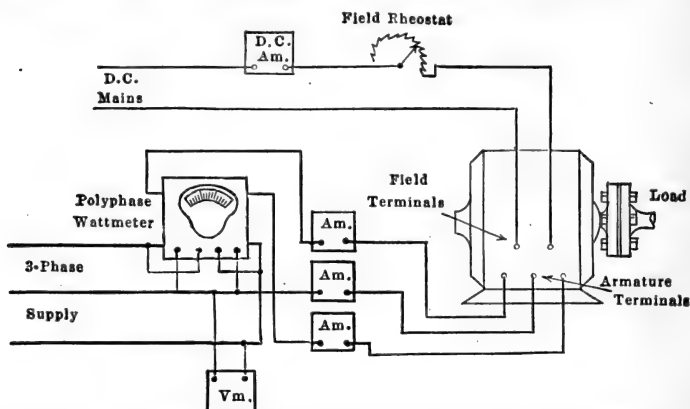 Field Rheostat
D.C.
Am.
D.C.
Mains
Polyphase
Wattmeter
Field
Terminals
Load
Am.
3-Phase
Am.
Armature
Terminals
Supply
Am.
Vm.